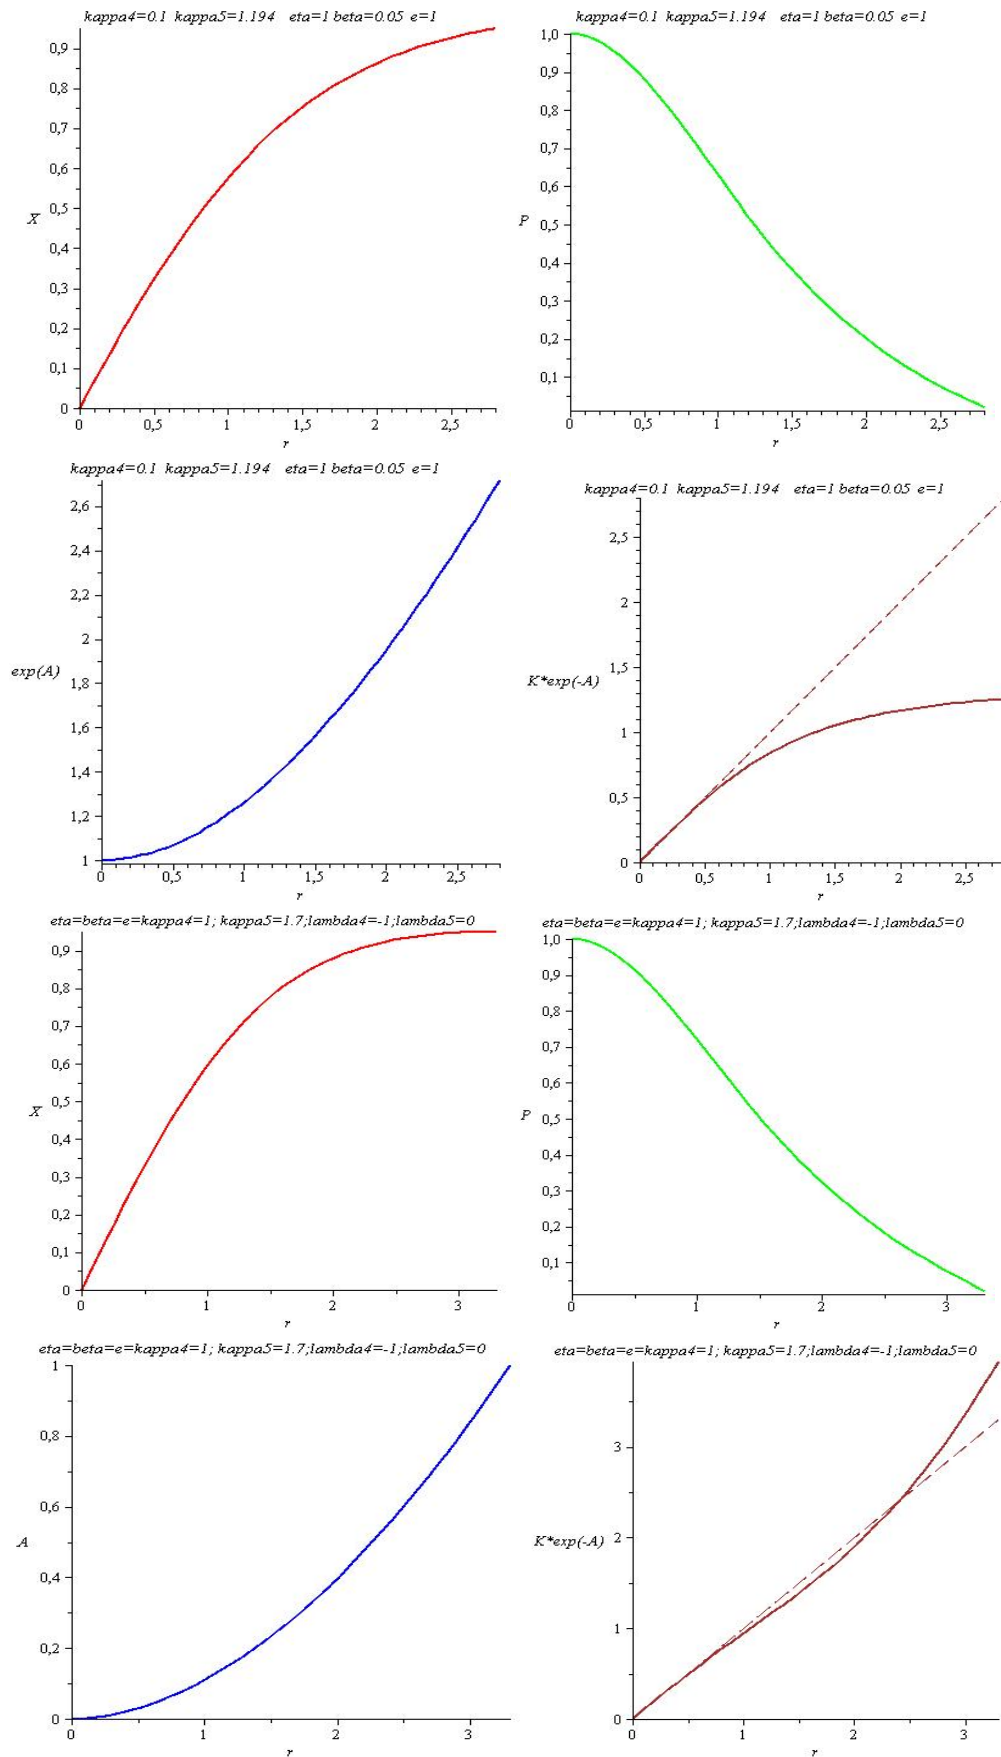 kappa4=0.1 kappa5=1.194 eta=1 beta=0.05 e=1
0,9
0,8
0,7
0,6
0,5
X
0,4
0,3
0,2
0,1
0
0 0,5 1 1,5 2 2,5
r
kappa4=0.1 kappa5=1.194 eta=1 beta=0.05 e=1
1,0
0,9
0,8
0,7
0,6
P 0,5
0,4
0,3
0,2
0,1
0,5 1 1,5 2 2,5
r
kappa4=0.1 kappa5=1.194 eta=1 beta=0.05 e=1
2,6
2,4
2,2
2
exp(A)
1,8
1,6
1,4
1,2
1
0 0,5 1 1,5 2 2,5
r
kappa4=0.1 kappa5=1.194 eta=1 beta=0.05 e=1
2,5
2
1,5
K*exp(-A)
1
0,5
0
0,5 1 1,5 2 2,5
r
eta=beta=e=kappa4=1; kappa5=1.7;lambda4=-1;lambda5=0
0,9
0,8
0,7
0,6
0,5
X
0,4
0,3
0,2
0,1
0
0 1 2 3
r
eta=beta=e=kappa4=1; kappa5=1.7;lambda4=-1;lambda5=0
1,0
0,9
0,8
0,7
0,6
P 0,5
0,4
0,3
0,2
0,1
0 1 2 3
r
eta=beta=e=kappa4=1; kappa5=1.7;lambda4=-1;lambda5=0
1
0,8
0,6
A
0,4
0,2
0
0 1 2 3
r
eta=beta=e=kappa4=1; kappa5=1.7;lambda4=-1;lambda5=0
3
K*exp(-A) 2
1
0
0 1 2 3
r